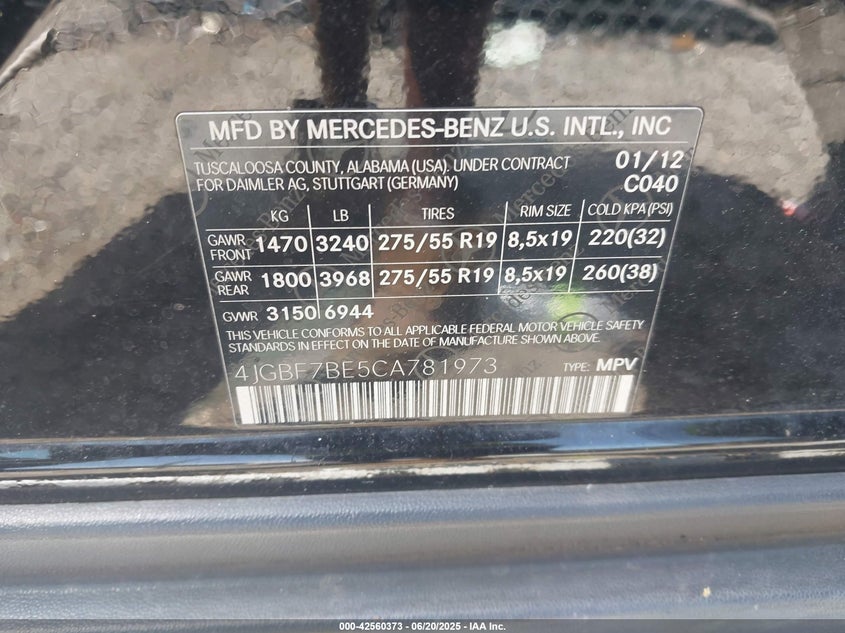 MFD BY MERCEDES-BENZ U.S. INTL., INC
TUSCALOOSA COUNTY, ALABAMA (USA). UNDER CONTRACT 01/12
FOR DAIMLER AG, STUTTGART (GERMANY) C040
KG LB TIRES RIM SIZE COLD KPA(PSI)
GAWR FRONT 1470 3240 275/55 R19 8,5x19 220(32)
GAWR REAR 1800 3968 275/55 R19 8,5x19 260(38)
GVWR 3150 6944
THIS VEHICLE CONFORMS TO ALL APPLICABLE FEDERAL MOTOR VEHICLE SAFETY
STANDARDS IN EFFECT ON THE DATE OF MANUFACTURE SHOWN ABOVE.
4JGBF7BE5CA781973 TYPE: MPV
000-42560373 - 06/20/2025 - IAA Inc.